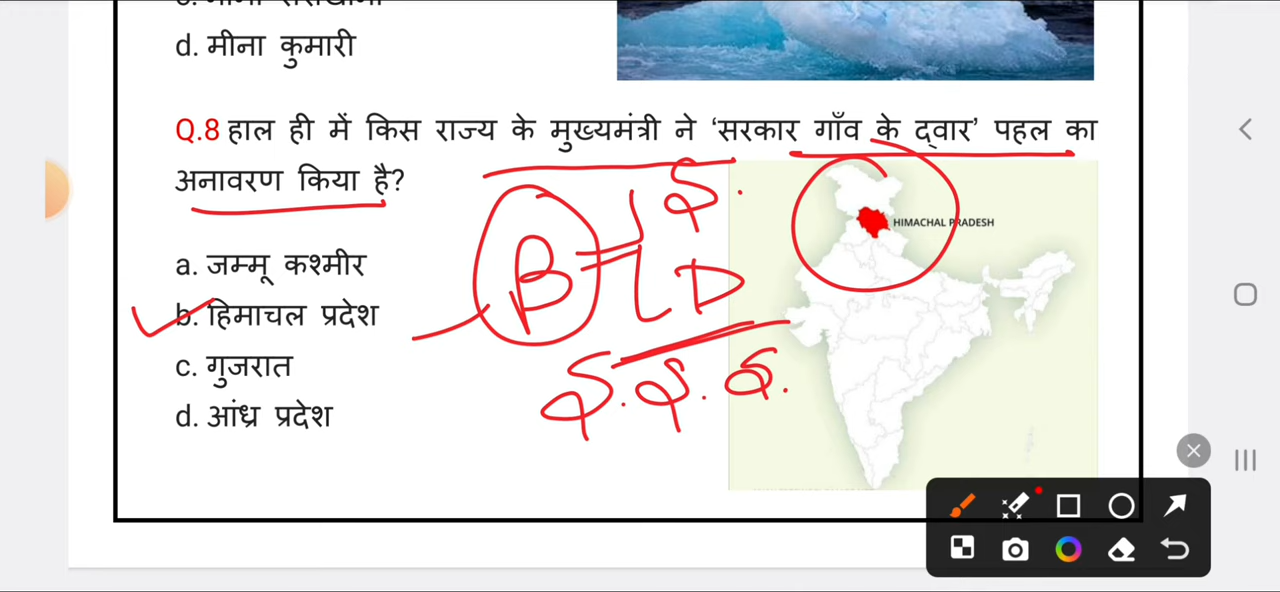 d. मीना कुमारी
Q.8 हाल ही में किस राज्य के मुख्यमंत्री ने ‘सरकार गाँव के द्वार’ पहल का
अनावरण किया है?
a. जम्मू कश्मीर
b. हिमाचल प्रदेश
c. गुजरात
d. आंध्र प्रदेश
HIMACHAL PRADESH
B
D